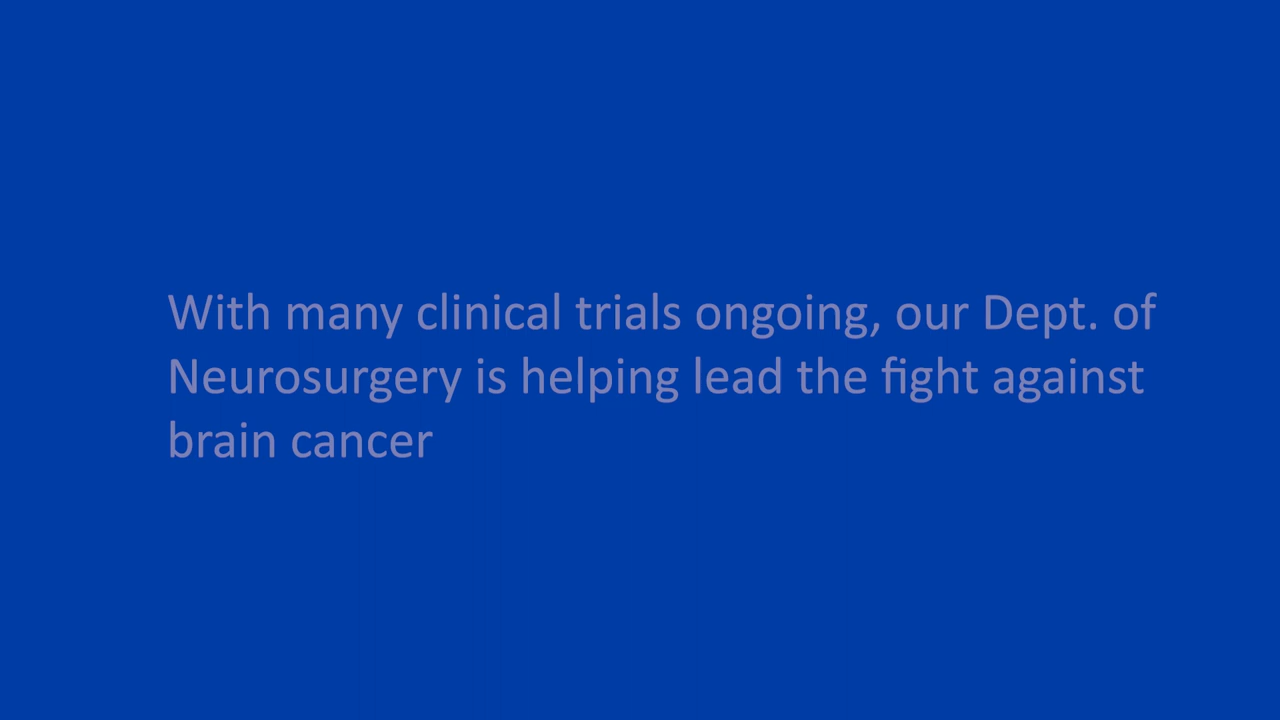 With many clinical trials ongoing, our Dept. of
Neurosurgery is helping lead the fight against
brain cancer